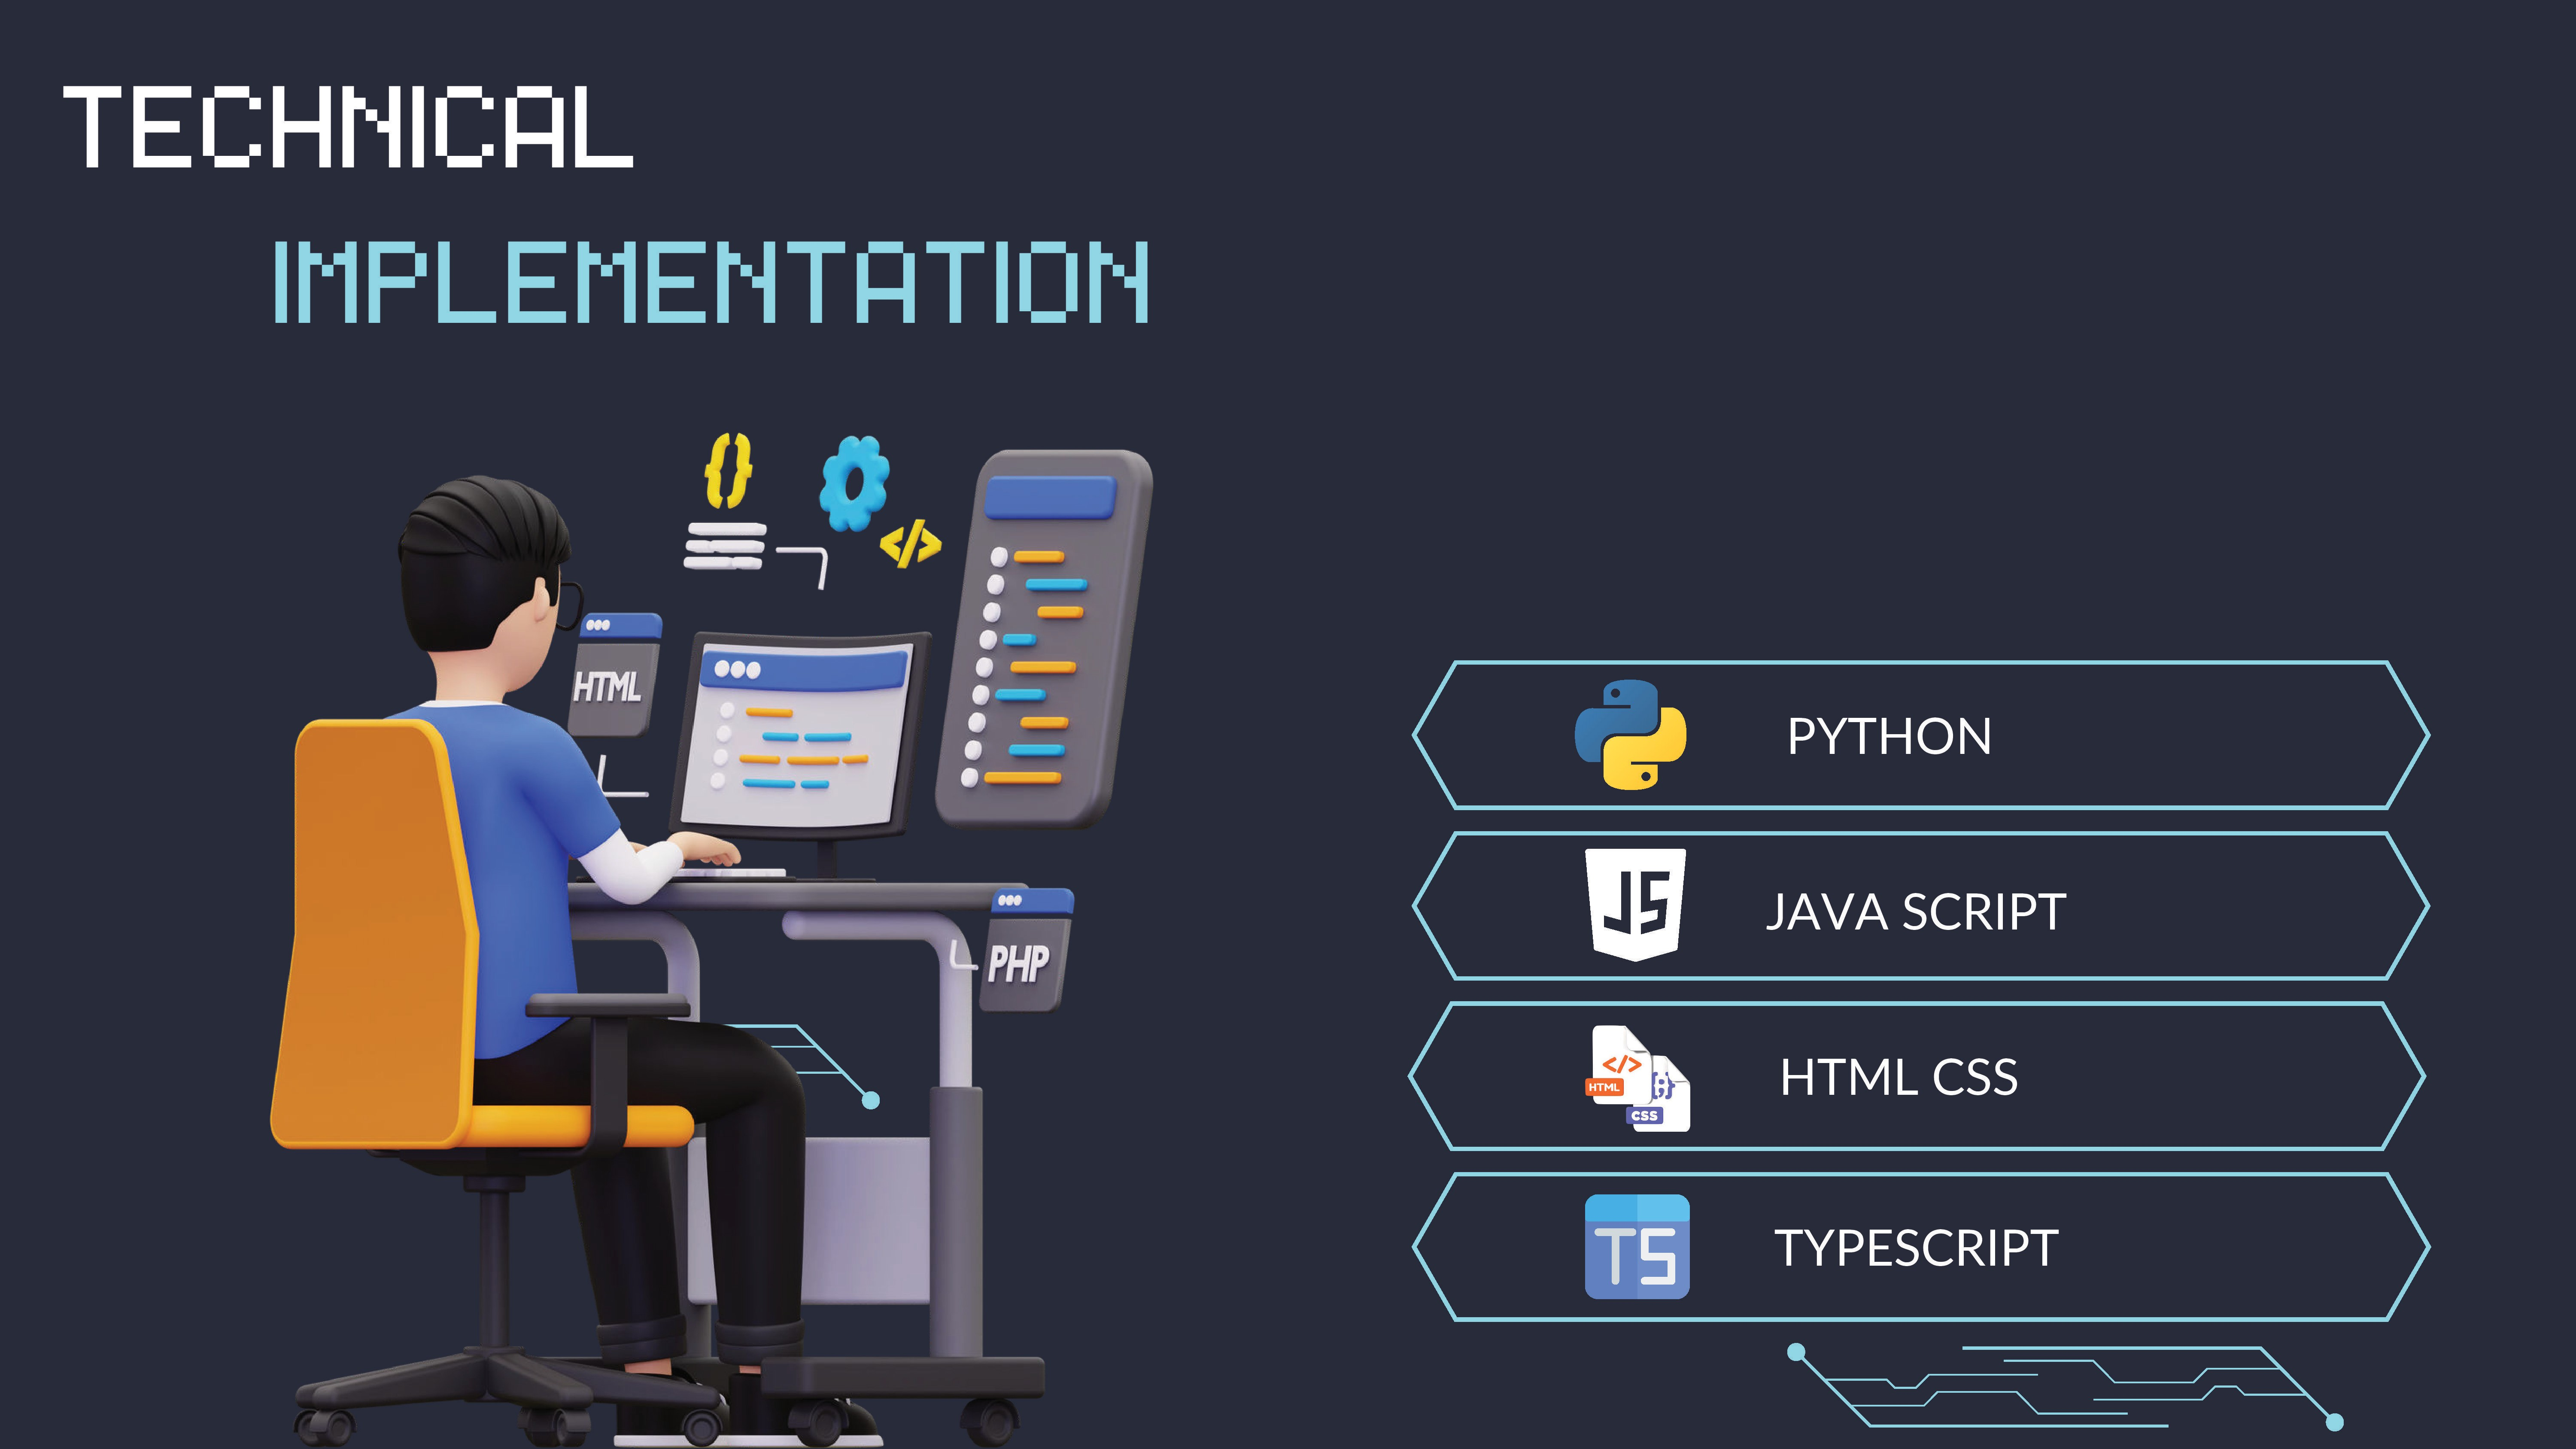 TECHNICAL
IMPLEMENTATION
HTML
PHP
PYTHON
JS
JAVA SCRIPT
HTML
CSS
HTML CSS
TS
TYPESCRIPT